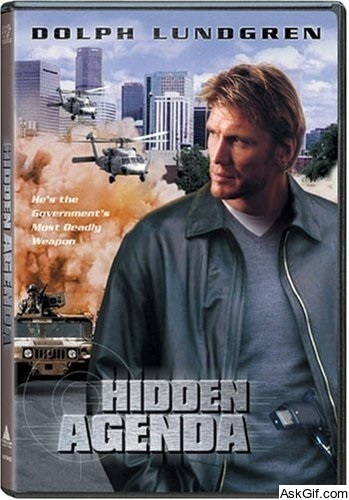 DOLPH LUNDGREN
He's the
Government's
Most Deadly
Weapon
HIDDEN
AGENDA
HIDDEN AGENDA
AskGif.com